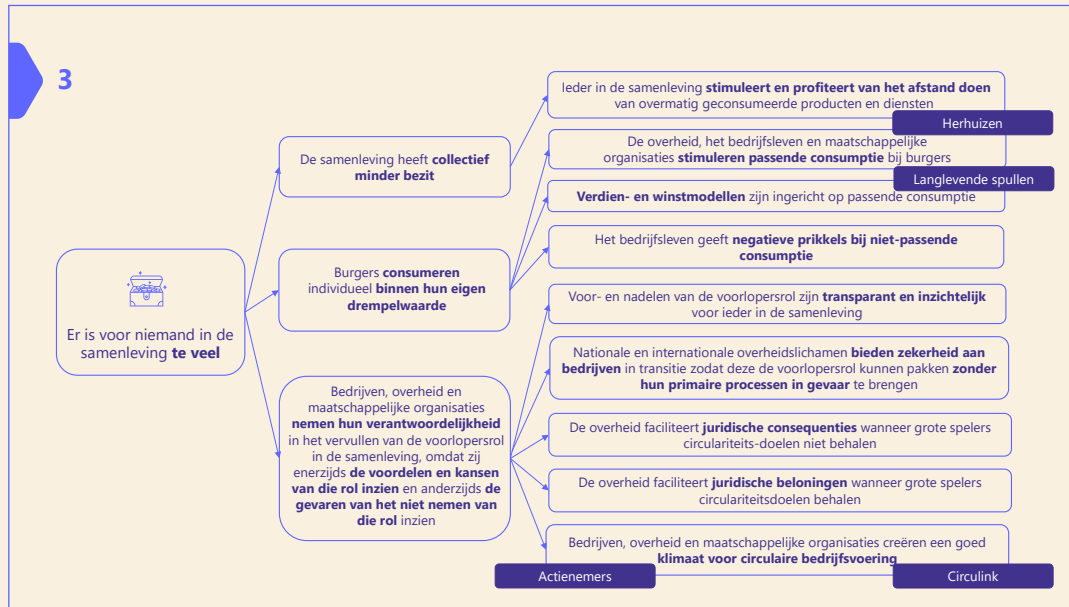 3
Ieder in de samenleving stimuleert en profiteert van het afstand doen
van overmatig geconsumeerde producten en diensten
Herhuizen
De samenleving heeft collectief
minder bezit
De overheid, het bedrijfsleven en maatschappelijke
organisaties stimuleren passende consumptie bij burgers
Langlevende spullen
Verdien- en winstmodellen zijn ingericht op passende consumptie
Het bedrijfsleven geeft negatieve prikkels bij niet-passende
consumptie
Burgers consumeren
individueel binnen hun eigen
drempelwaarde
Er is voor niemand in de
samenleving te veel
Voor- en nadelen van de voorlopersrol zijn transparant en inzichtelijk
voor ieder in de samenleving
Nationale en internationale overheidslichamen bieden zekerheid aan
bedrijven in transitie zodat deze de voorlopersrol kunnen pakken zonder
hun primaire processen in gevaar te brengen
Bedrijven, overheid en
maatschappelijke organisaties
nemen hun verantwoordelijkheid
in het vervullen van de voorlopersrol
in de samenleving, omdat zij
enerzijds de voordelen en kansen
van die rol inzien en anderzijds de
gevaren van het niet nemen van
die rol inzien
De overheid faciliteert juridische consequenties wanneer grote spelers
circulariteits-doelen niet behalen
De overheid faciliteert juridische beloningen wanneer grote spelers
circulariteitsdoelen behalen
Bedrijven, overheid en maatschappelijke organisaties creëren een goed
klimaat voor circulaire bedrijfsvoering
Actienemers
Circulink